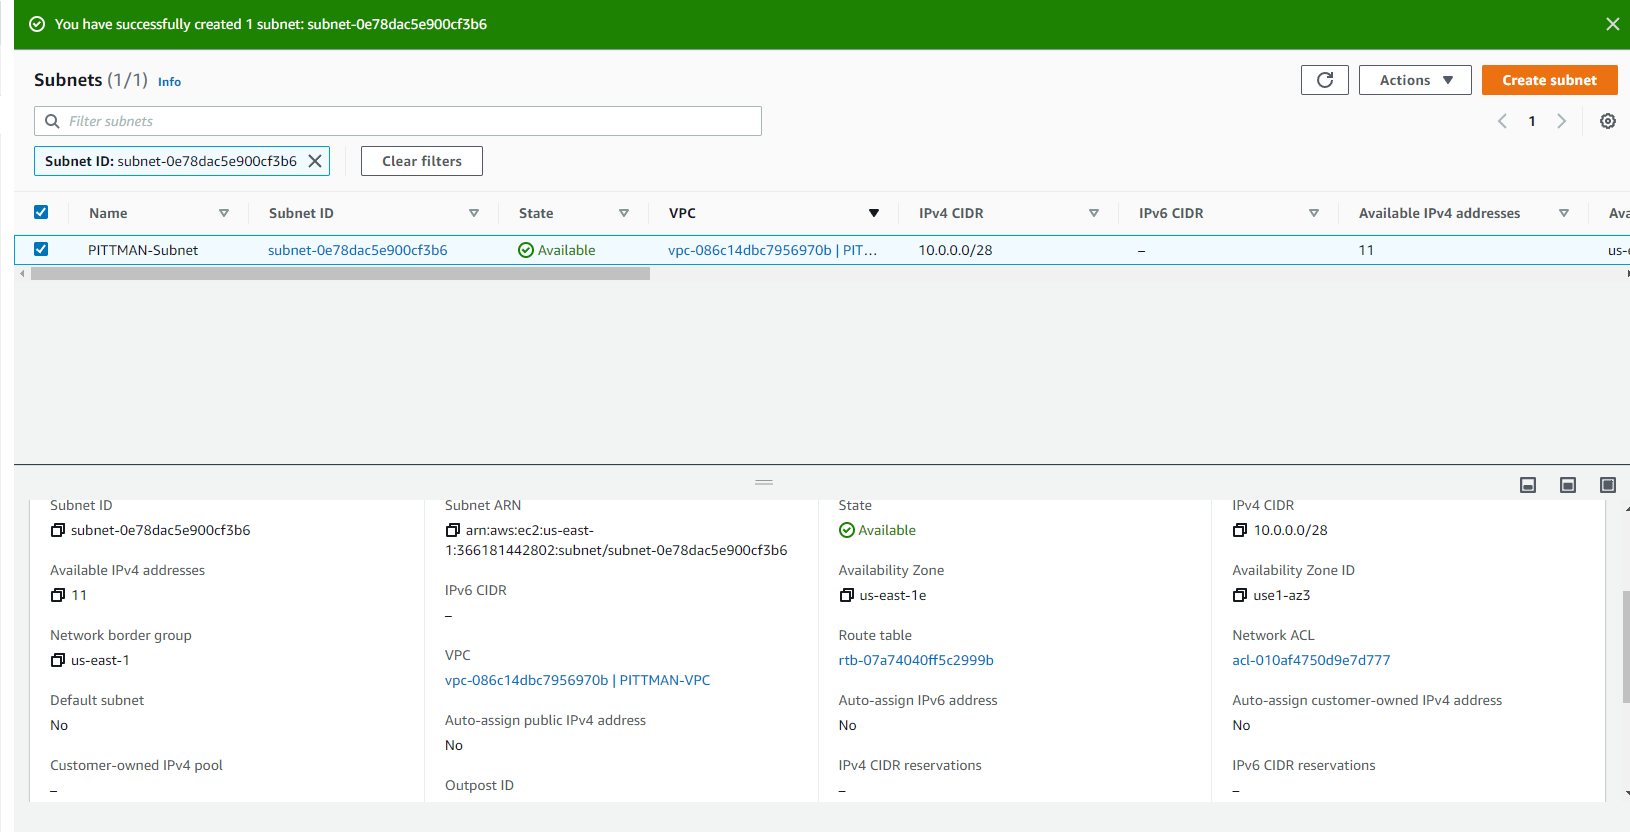 You have successfully created 1 subnet: subnet-0e78dac5e900cf3b6
Subnets (1/1) Info
Actions
Create subnet
Filter subnets
1
Subnet ID: subnet-0e78dac5e900cf3b6
Clear filters
Name Subnet ID State VPC IPv4 CIDR IPv6 CIDR Available IPv4 addresses Ava
PITTMAN-Subnet subnet-0e78dac5e900cf3b6 Available vpc-086c14dbc7956970b | PIT... 10.0.0.0/28 – 11 us-e
Subnet ID
subnet-0e78dac5e900cf3b6
Available IPv4 addresses
11
Network border group
us-east-1
Default subnet
No
Customer-owned IPv4 pool
–
Subnet ARN
arn:aws:ec2:us-east-
1:366181442802:subnet/subnet-0e78dac5e900cf3b6
IPv6 CIDR
–
VPC
vpc-086c14dbc7956970b | PITTMAN-VPC
Auto-assign public IPv4 address
No
Outpost ID
State
Available
Availability Zone
us-east-1e
Route table
rtb-07a74040ff5c2999b
Auto-assign IPv6 address
No
IPv4 CIDR reservations
–
IPv4 CIDR
10.0.0.0/28
Availability Zone ID
use1-az3
Network ACL
acl-010af4750d9e7d777
Auto-assign customer-owned IPv4 address
No
IPv6 CIDR reservations
–